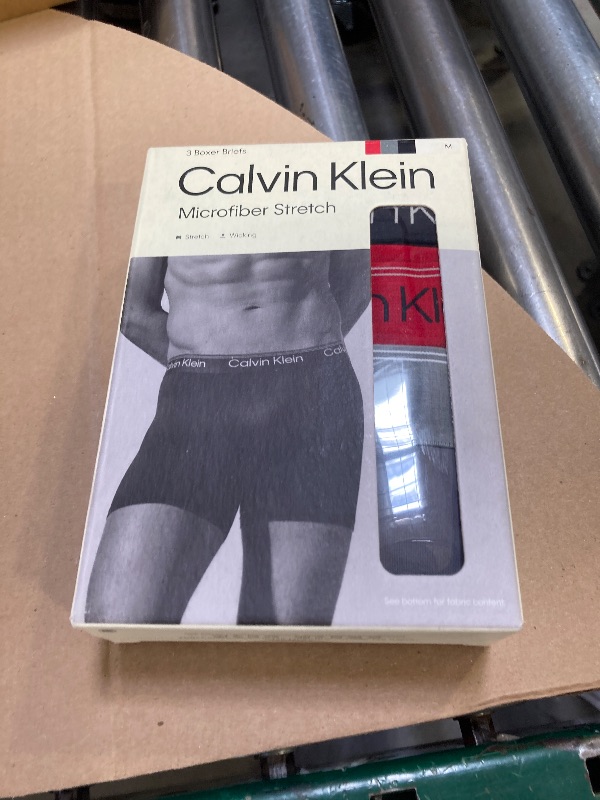 3 Boxer Briefs
M
Calvin Klein
Microfiber Stretch
Stretch Wicking
K
n Kl
Calvin Klein
Calvin Klein
Calv
See bottom for fabric content